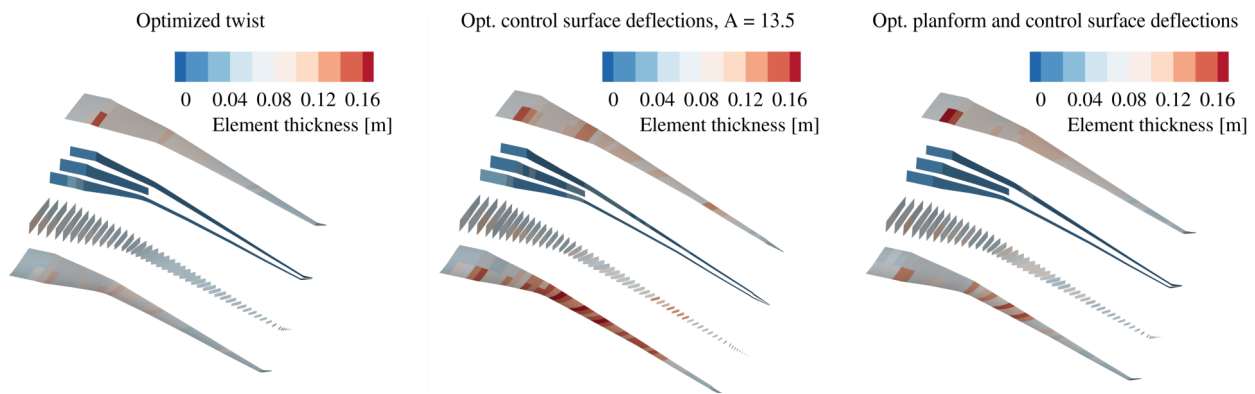 Optimized twist
0 0.04 0.08 0.12 0.16
Element thickness [m]
Opt. control surface deflections, A = 13.5
0 0.04 0.08 0.12 0.16
Element thickness [m]
Opt. planform and control surface deflections
0 0.04 0.08 0.12 0.16
Element thickness [m]